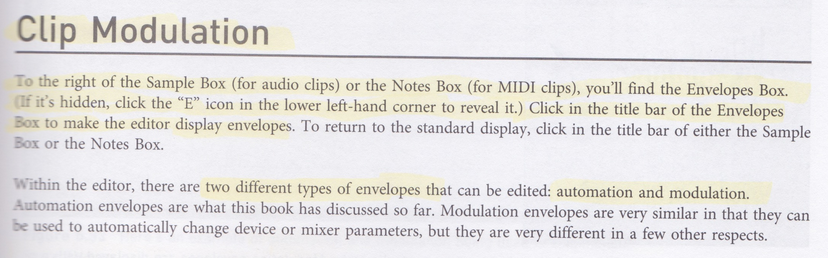 Clip Modulation
To the right of the Sample Box (for audio clips) or the Notes Box (for MIDI clips), you'll find the Envelopes Box.
(If it's hidden, click the “E” icon in the lower left-hand corner to reveal it.) Click in the title bar of the Envelopes
Box to make the editor display envelopes. To return to the standard display, click in the title bar of either the Sample
Box or the Notes Box.
Within the editor, there are two different types of envelopes that can be edited: automation and modulation.
Automation envelopes are what this book has discussed so far. Modulation envelopes are very similar in that they can
be used to automatically change device or mixer parameters, but they are very different in a few other respects.